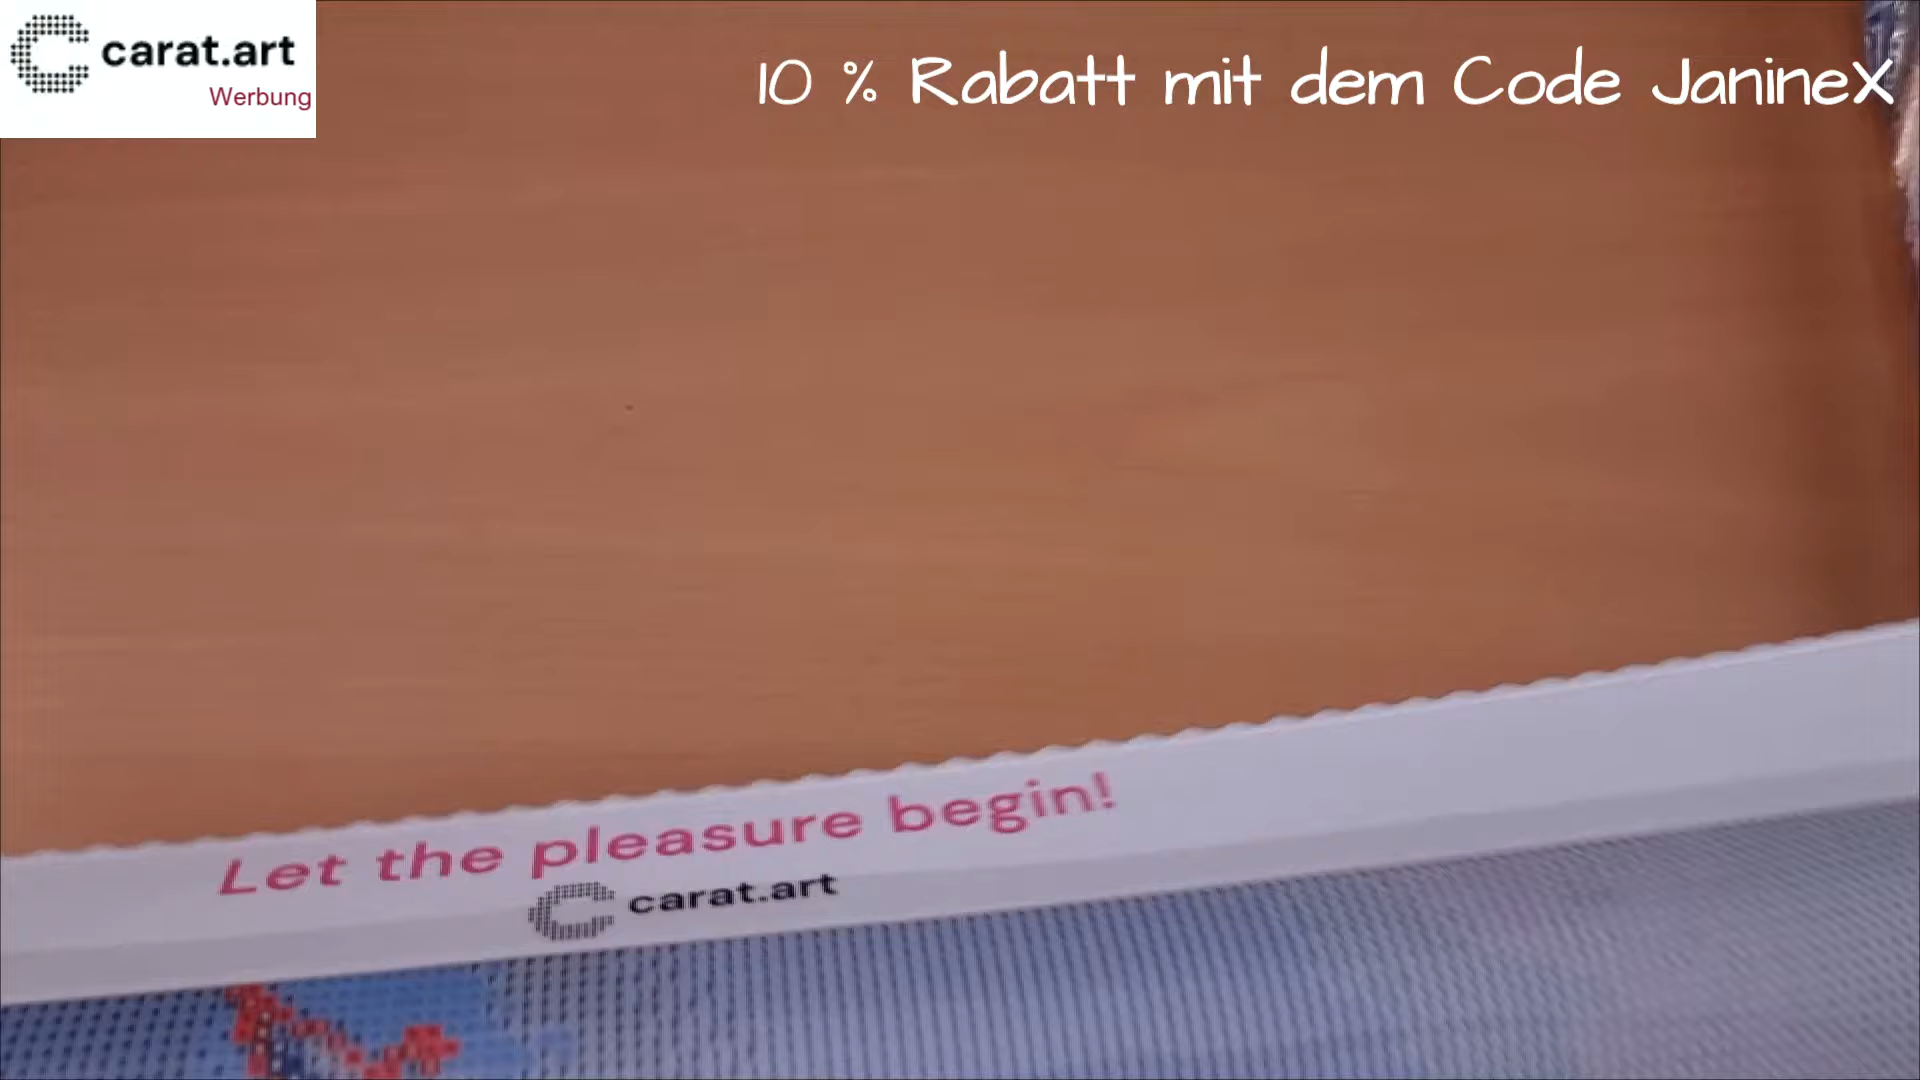 carat.art
Werbung
10 % Rabatt mit dem Code JanineX
Let the pleasure begin!
carat.art